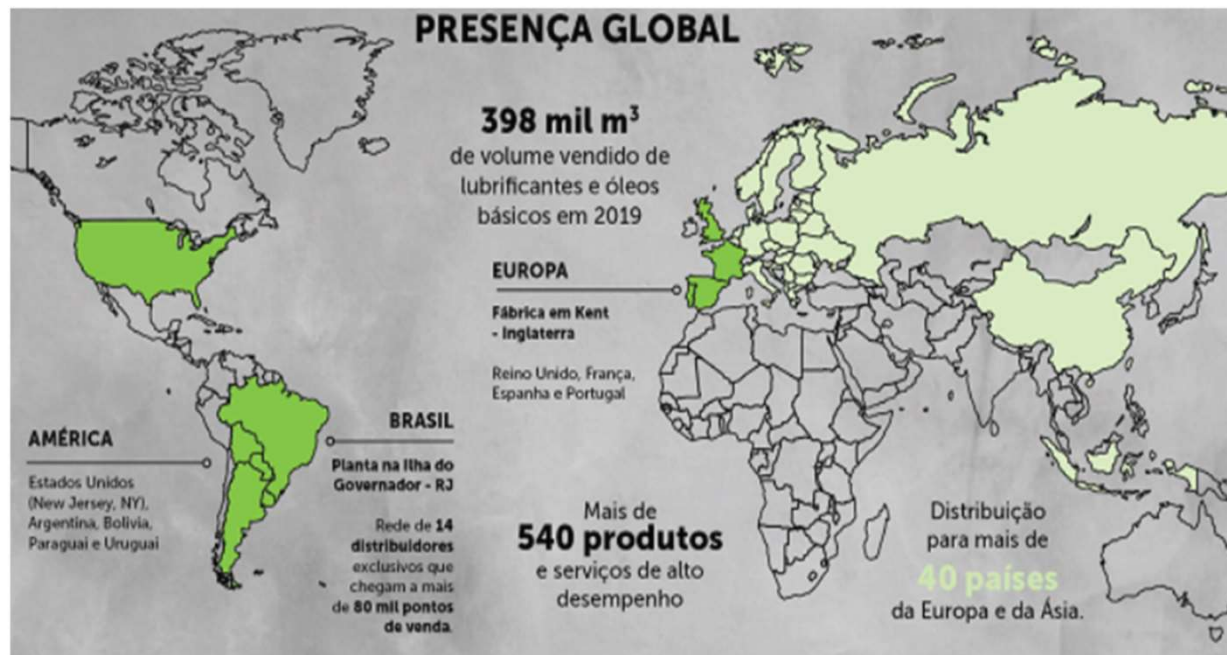 PRESENÇA GLOBAL
398 mil m³
de volume vendido de
lubrificantes e óleos
básicos em 2019
EUROPA
Fábrica em Kent
- Inglaterra
Reino Unido, França,
Espanha e Portugal
AMÉRICA
Estados Unidos
(New Jersey, NY),
Argentina, Bolivia,
Paraguai e Uruguai
BRASIL
Planta na Ilha do
Governador - RJ
Rede de 14
distribuidores
exclusivos que
chegam a mais
de 80 mil pontos
de venda.
Mais de
540 produtos
e serviços de alto
desempenho
Distribuição
para mais de
40 países
da Europa e da Ásia.